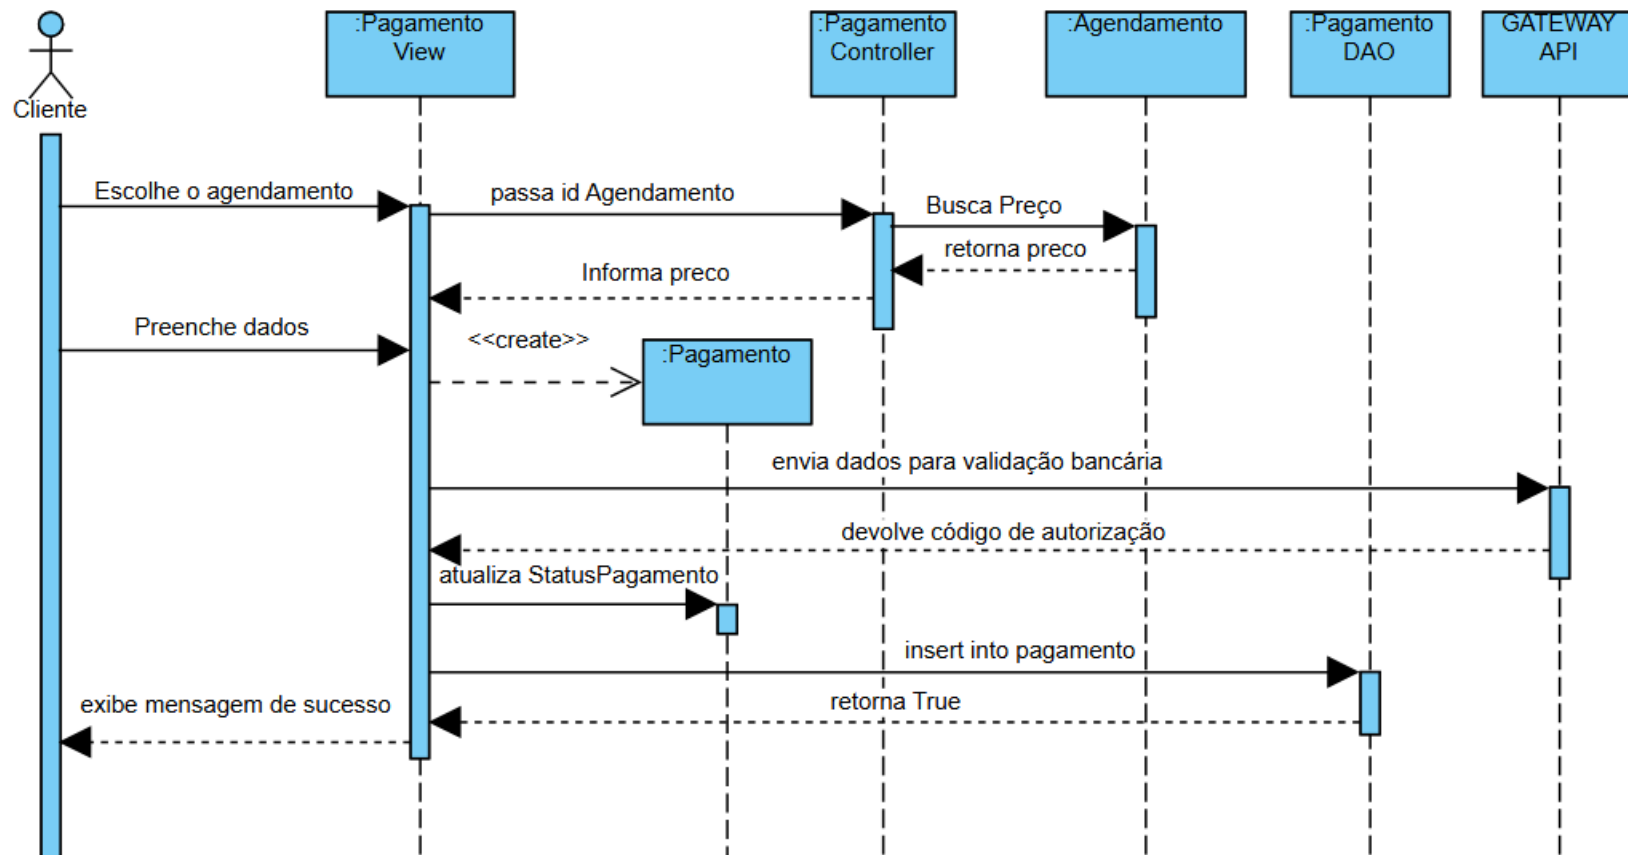 :Pagamento
View
:Pagamento
Controller
:Agendamento
:Pagamento
DAO
GATEWAY
API
Cliente
Escolhe o agendamento
passa id Agendamento
Busca Preço
retorna preco
Informa preco
Preenche dados
<<create>>
:Pagamento
envia dados para validação bancária
devolve código de autorização
atualiza StatusPagamento
insert into pagamento
retorna True
exibe mensagem de sucesso